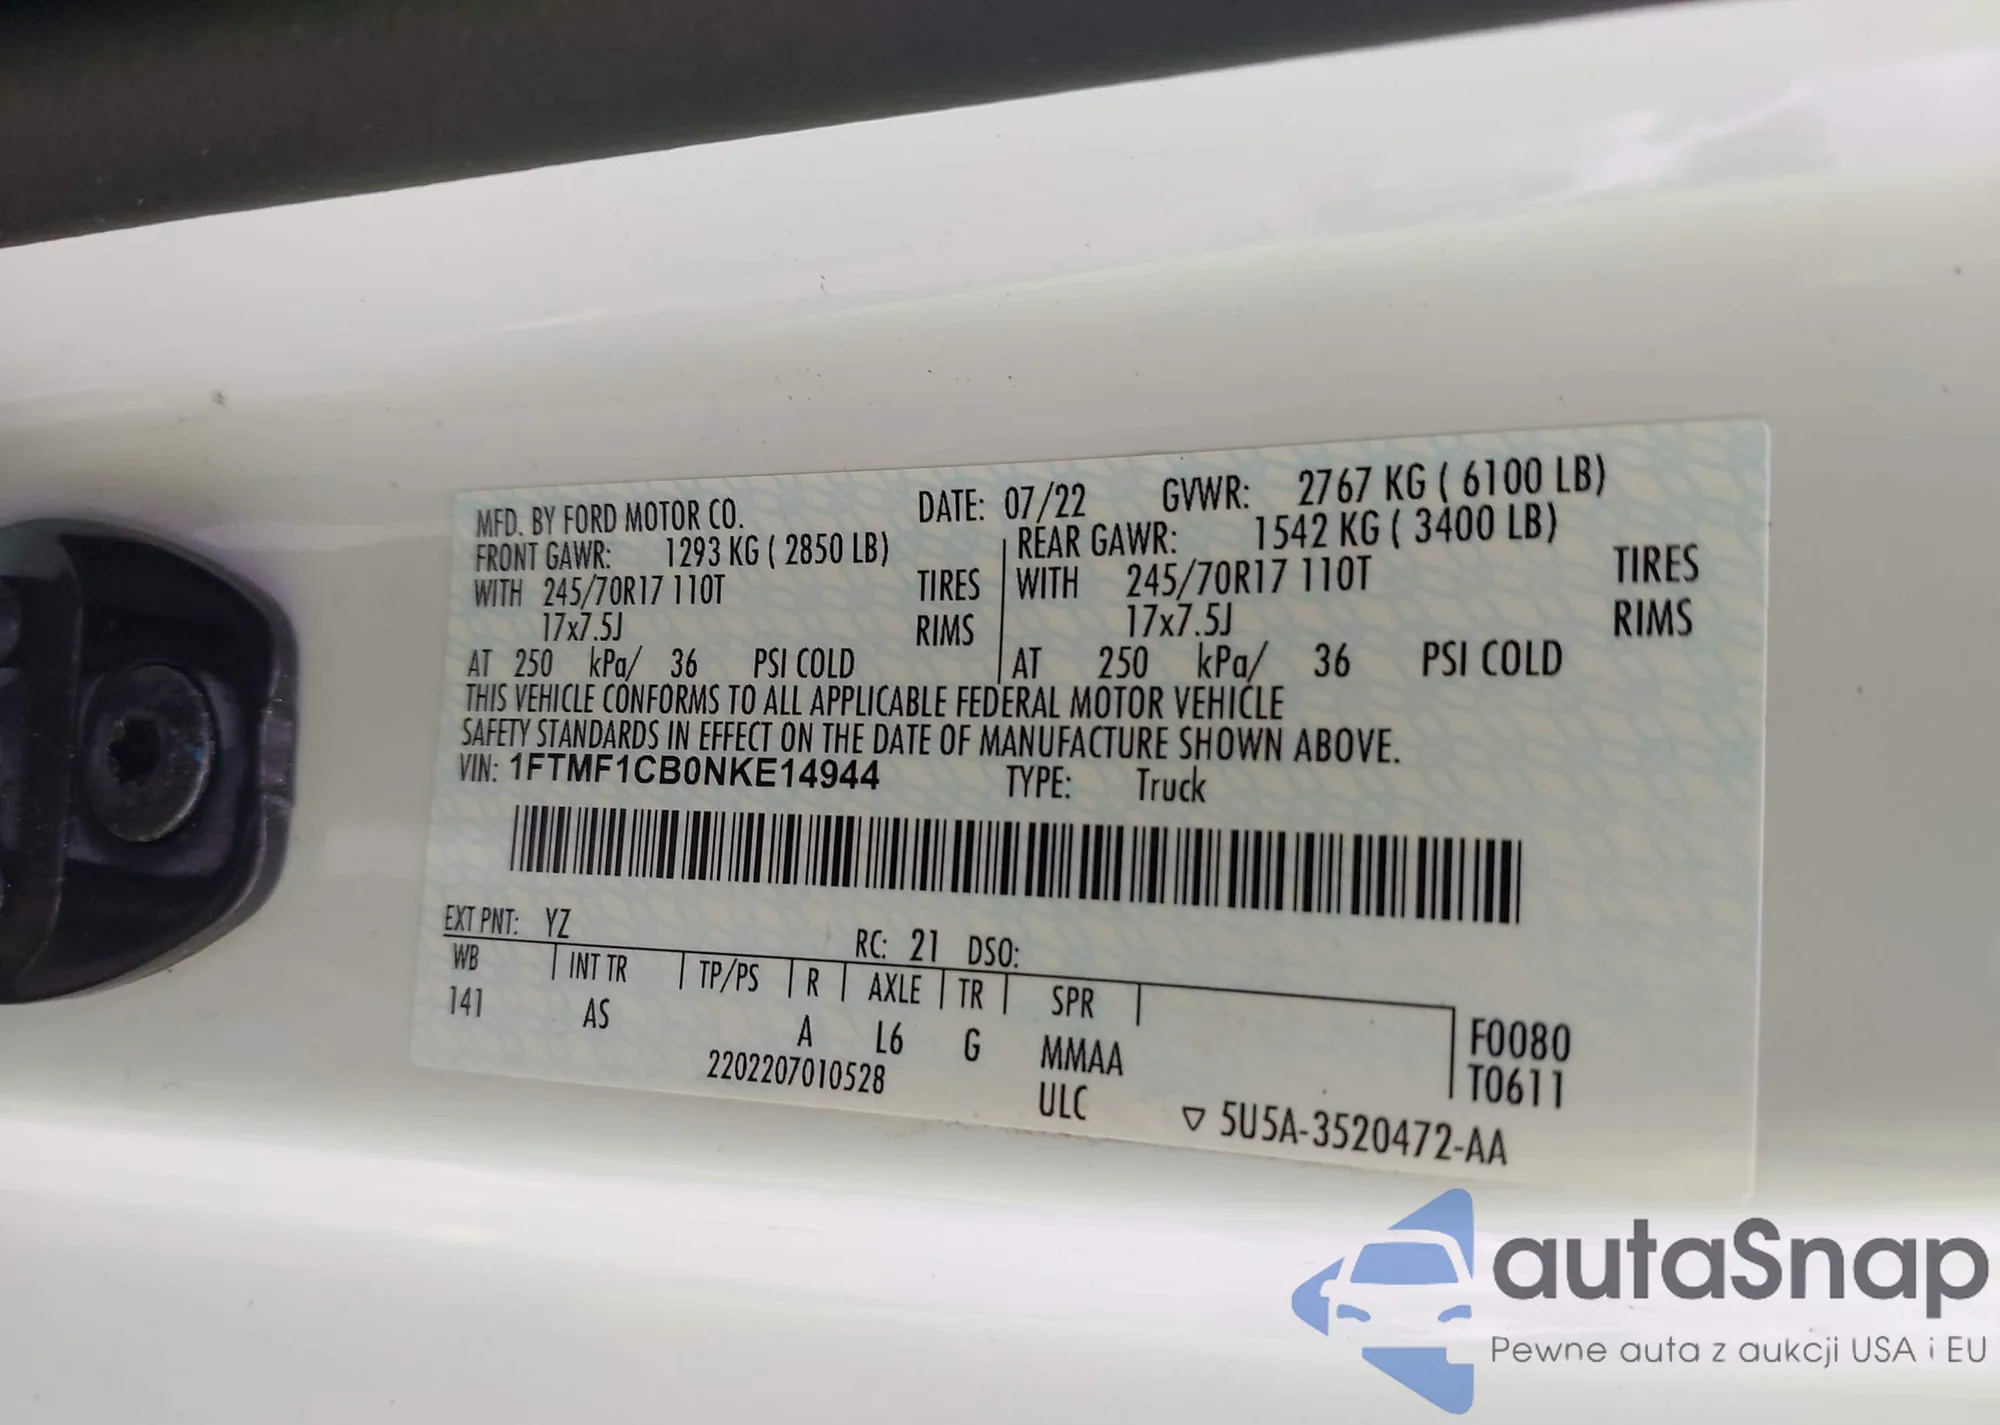 MFD. BY FORD MOTOR CO. DATE: 07/22 GVWR: 2767 KG ( 6100 LB)
FRONT GAWR: 1293 KG ( 2850 LB) REAR GAWR: 1542 KG ( 3400 LB)
WITH 245/70R17 110T TIRES WITH 245/70R17 110T TIRES
17x7.5J RIMS 17x7.5J RIMS
AT 250 kPa/ 36 PSI COLD AT 250 kPa/ 36 PSI COLD
THIS VEHICLE CONFORMS TO ALL APPLICABLE FEDERAL MOTOR VEHICLE
SAFETY STANDARDS IN EFFECT ON THE DATE OF MANUFACTURE SHOWN ABOVE.
VIN: 1FTMF1CB0NKE14944 TYPE: Truck
EXT PNT: YZ RC: 21 DSO:
WB INT TR TP/PS R AXLE TR SPR
141 AS A L6 G MMAA F0080
2202207010528 ULC T0611
▽ 5U5A-3520472-AA
autaSnap
Pewne auta z aukcji USA i EU